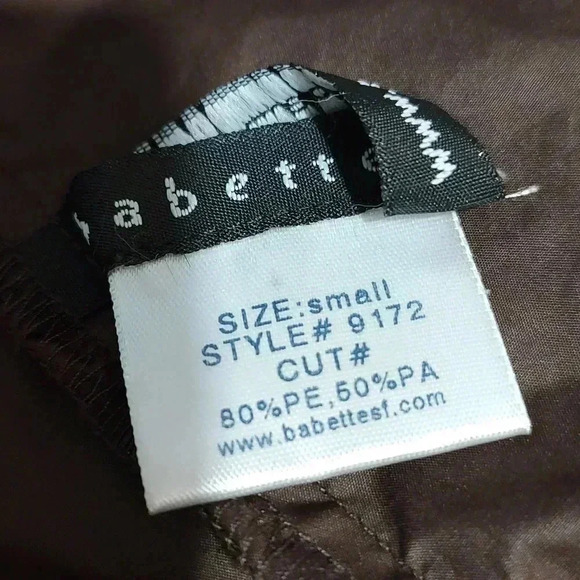 babette
SIZE:small
STYLE# 9172
CUT#
80%PE,50%PA
www.babettesf.com